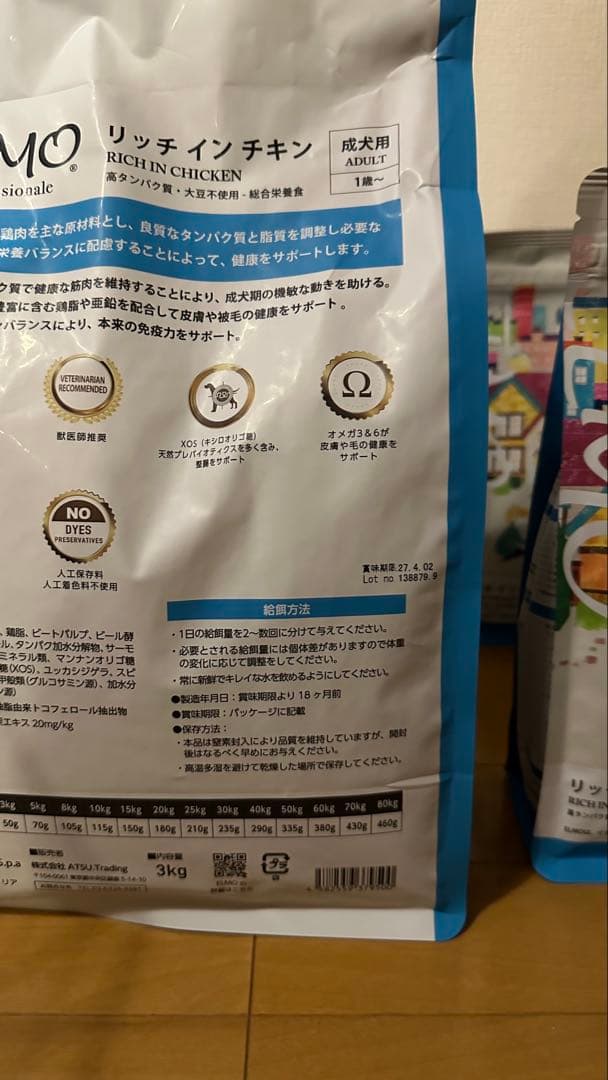 MO®
sionale
リッチ イン チキン
RICH IN CHICKEN
高タンパク質・大豆不使用 - 総合栄養食
成犬用
ADULT
1歳〜
鶏肉を主な原材料とし、良質なタンパク質と脂質を調整し必要な
栄養バランスに配慮することによって、健康をサポートします。
ク質で健康な筋肉を維持することにより、成犬期の機敏な動きを助ける。
豊富に含む鶏脂や亜鉛を配合して皮膚や被毛の健康をサポート。
バランスにより、本来の免疫力をサポート。
VETERINARIAN
RECOMMENDED
獣医師推奨
XOS（キシロオリゴ糖）
天然プレバイオティクスを多く含み、
整腸をサポート
Ω
オメガ3＆6が
皮膚や毛の健康を
サポート
NO
DYES
PRESERVATIVES
人工保存料
人工着色料不使用
賞味期限 27. 4. 02
Lot no 138879. 9
、鶏脂、ビートパルプ、ビール酵
ル、タンパク加水分解物、サーモ
ミネラル類、マンナンオリゴ糖
糖(XOS)、ユッカシジゲラ、スピ
甲殻類(グルコサミン源)、加水分
ン源)
油脂由来トコフェロール抽出物
エキス 20mg/kg
給餌方法
・1日の給餌量を2〜数回に分けて与えてください。
・必要とされる給餌量には個体差がありますので体重
の変化に応じて調整をしてください。
・常に新鮮でキレイな水を飲めるようにしてください。
●製造年月日：賞味期限より 18 ヶ月前
●賞味期限：パッケージに記載
●保存方法：
・本品は窒素封入により品質を維持していますが、開封
後はなるべく早めにお与えください。
・高温多湿を避けて乾燥した場所で保存してください。
3kg 5kg 8kg 10kg 15kg 20kg 25kg 30kg 40kg 50kg 60kg 70kg 80kg
50g 70g 105g 115g 150g 180g 210g 235g 290g 335g 380g 430g 460g
S.p.a
リア
■販売者
株式会社 ATSU.Trading
■内容量
3kg
プラ
リッ
RICH IN
高タンパク